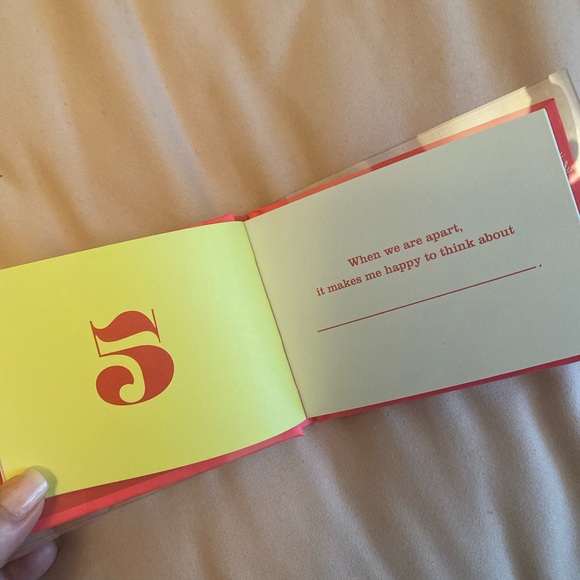 5
When we are apart,
it makes me happy to think about
.